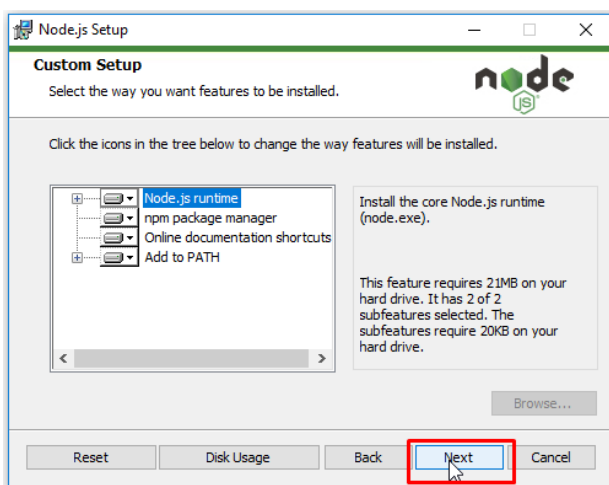 Node.js Setup
Custom Setup
Select the way you want features to be installed.
node
JS
Click the icons in the tree below to change the way features will be installed.
Node.js runtime
npm package manager
Online documentation shortcuts
Add to PATH
Install the core Node.js runtime
(node.exe).
This feature requires 21MB on your
hard drive. It has 2 of 2
subfeatures selected. The
subfeatures require 20KB on your
hard drive.
Browse...
Reset
Disk Usage
Back
Next
Cancel